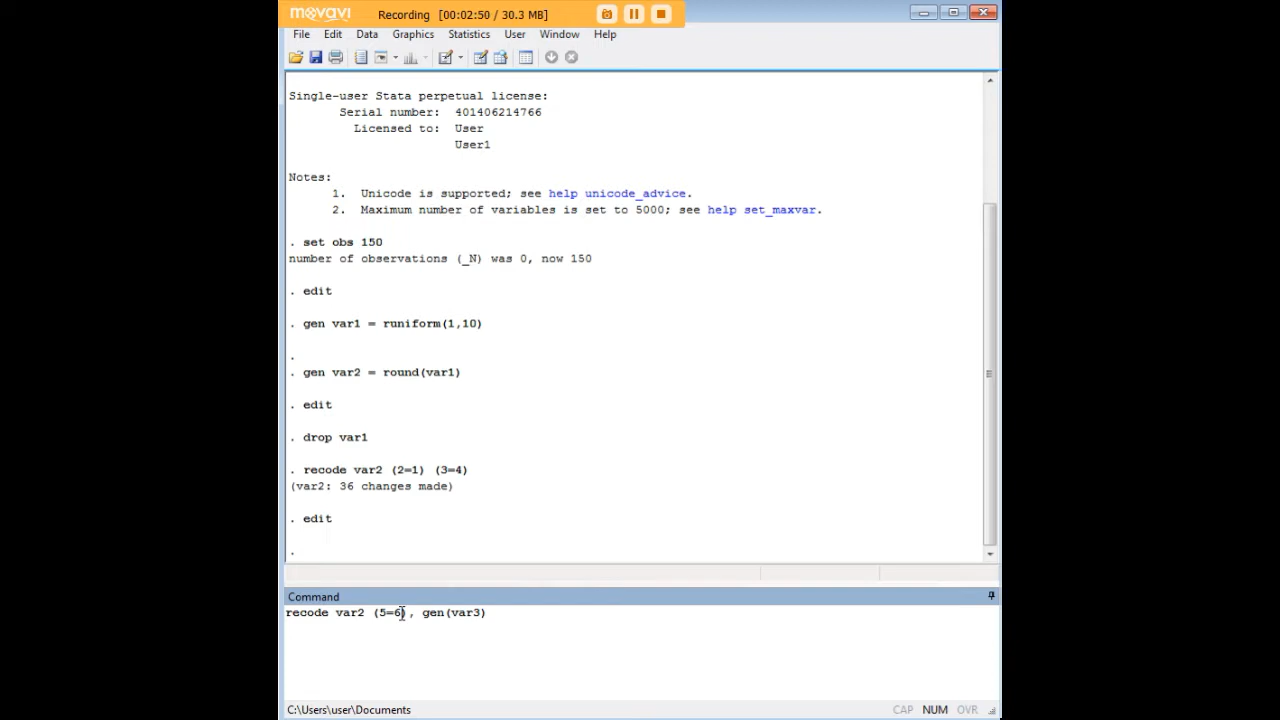 movavi Recording [00:02:50 / 30.3 MB]
File Edit Data Graphics Statistics User Window Help
Single-user Stata perpetual license:
Serial number: 401406214766
Licensed to: User
User1
Notes:
1. Unicode is supported; see help unicode_advice.
2. Maximum number of variables is set to 5000; see help set_maxvar.
. set obs 150
number of observations (_N) was 0, now 150
. edit
. gen var1 = runiform(1,10)
.
. gen var2 = round(var1)
. edit
. drop var1
. recode var2 (2=1) (3=4)
(var2: 36 changes made)
. edit
.
Command
recode var2 (5=6), gen(var3)
C:\Users\user\Documents CAP NUM OVR